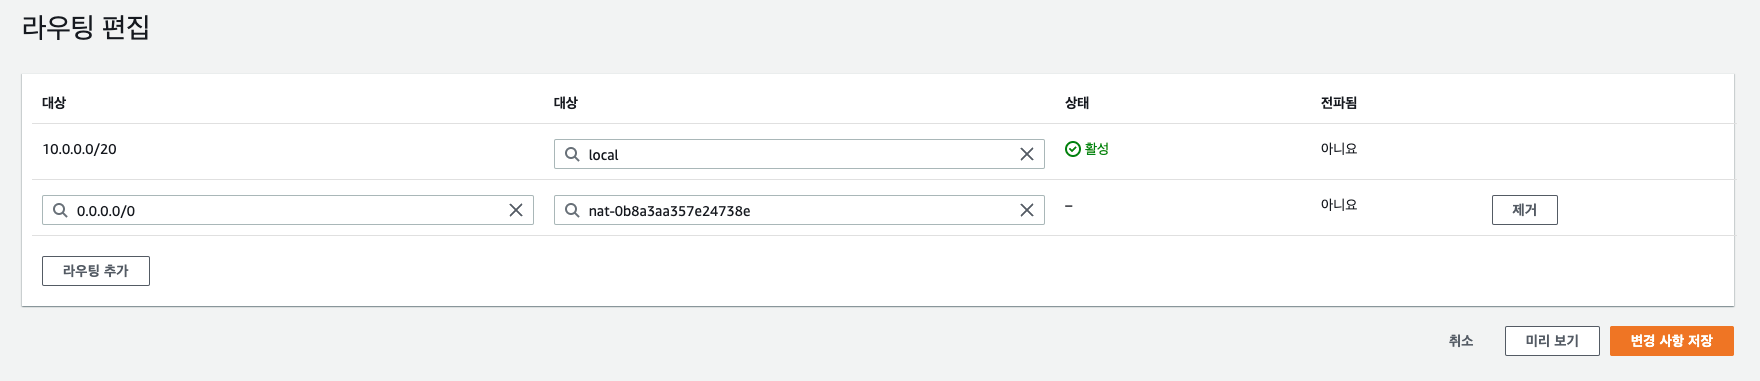 라우팅 편집
대상 대상 상태 전파됨
10.0.0.0/20 local 활성 아니요
0.0.0.0/0 nat-0b8a3aa357e24738e – 아니요 제거
라우팅 추가
취소 미리 보기 변경 사항 저장